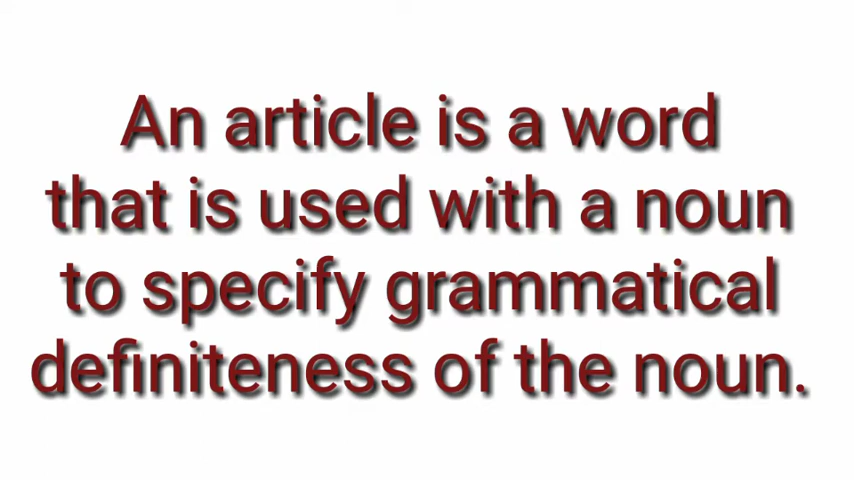 An article is a word
that is used with a noun
to specify grammatical
definiteness of the noun.